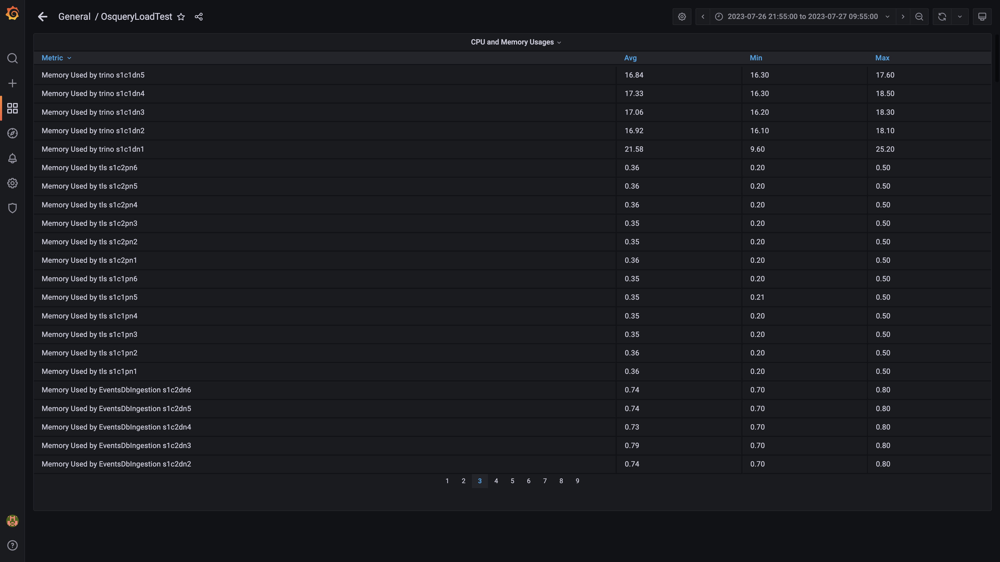 General / OsqueryLoadTest
2023-07-26 21:55:00 to 2023-07-27 09:55:00
CPU and Memory Usages
Metric Avg Min Max
Memory Used by trino s1c1dn5 16.84 16.30 17.60
Memory Used by trino s1c1dn4 17.33 16.30 18.50
Memory Used by trino s1c1dn3 17.06 16.20 18.30
Memory Used by trino s1c1dn2 16.92 16.10 18.10
Memory Used by trino s1c1dn1 21.58 9.60 25.20
Memory Used by tls s1c2pn6 0.36 0.20 0.50
Memory Used by tls s1c2pn5 0.36 0.20 0.50
Memory Used by tls s1c2pn4 0.36 0.20 0.50
Memory Used by tls s1c2pn3 0.35 0.20 0.50
Memory Used by tls s1c2pn2 0.35 0.20 0.50
Memory Used by tls s1c2pn1 0.36 0.20 0.50
Memory Used by tls s1c1pn6 0.35 0.20 0.50
Memory Used by tls s1c1pn5 0.35 0.21 0.50
Memory Used by tls s1c1pn4 0.35 0.20 0.50
Memory Used by tls s1c1pn3 0.35 0.20 0.50
Memory Used by tls s1c1pn2 0.36 0.20 0.50
Memory Used by tls s1c1pn1 0.36 0.20 0.50
Memory Used by EventsDbIngestion s1c2dn6 0.74 0.70 0.80
Memory Used by EventsDbIngestion s1c2dn5 0.74 0.70 0.80
Memory Used by EventsDbIngestion s1c2dn4 0.73 0.70 0.80
Memory Used by EventsDbIngestion s1c2dn3 0.79 0.70 0.80
Memory Used by EventsDbIngestion s1c2dn2 0.74 0.70 0.80
1 2 3 4 5 6 7 8 9